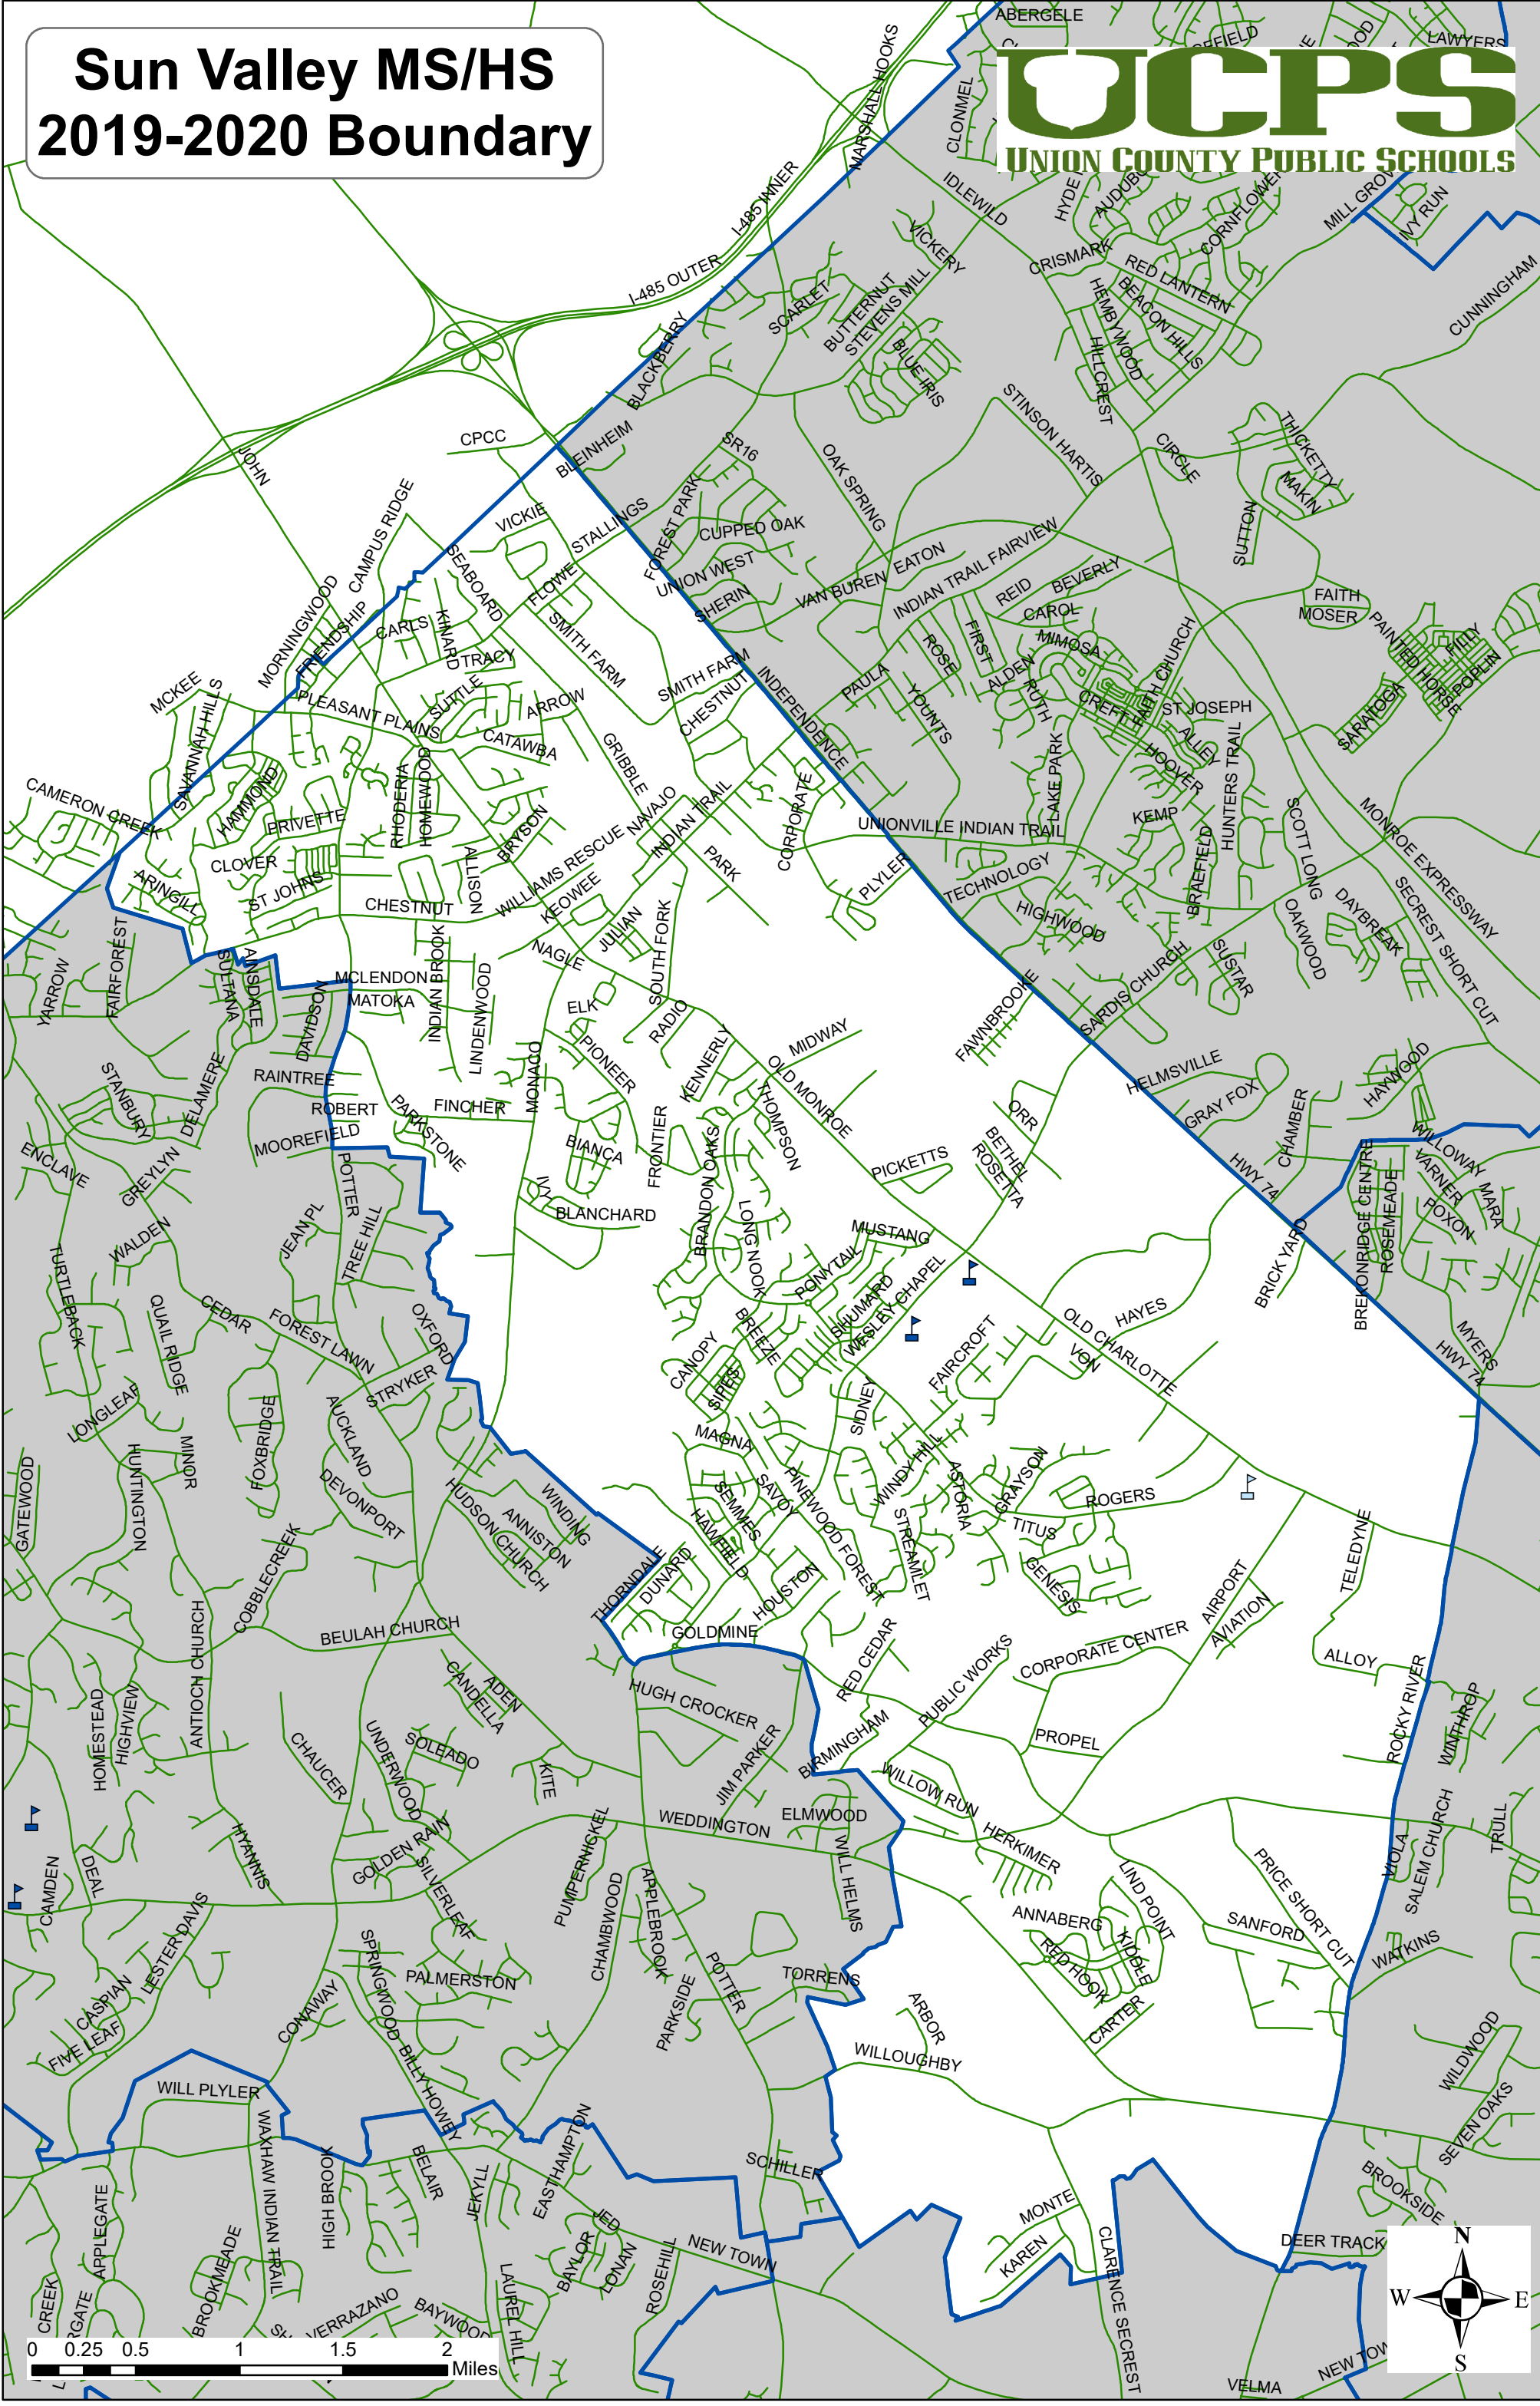 Sun Valley MS/HS
2019-2020 Boundary
UCPS
UNION COUNTY PUBLIC SCHOOLS
ABERGELE
LAWYERS
MARSHALL HOOKS
CLONMEL
IDLEWILD
AUDUBO
CORNFLOWER
MILL GROV
IVY RUN
I-485 INNER
I-485 OUTER
VICKERY
CRISMARK
RED LANTERN
CUNNINGHAM
SCARLET
BUTTERNUT
STEVENS MILL
HEMBYWOOD
BEACON HILLS
BLACKBERRY
BLUE IRIS
HILLCREST
JOHN
CPCC
BLEINHEIM
SR16
OAK SPRING
STINSON HARTIS
CIRCLE
THICKETTY
MAKIN
SUTTON
CAMPUS RIDGE
VICKIE
STALLINGS
FOREST PARK
CUPPED OAK
UNION WEST
SHERIN
VAN BUREN
EATON
INDIAN TRAIL FAIRVIEW
REID
BEVERLY
CAROL
FAITH
MOSER
PAINTED HORSE
FILLY
POPLIN
SARATOGA
MORNINGWOOD
FRIENDSHIP
SEABOARD
FLOWE
CARLS
KINARD
TRACY
SMITH FARM
SMITH FARM
CHESTNUT
INDEPENDENCE
PAULA
ROSE
FIRST
ALDEN
MIMOSA
RUTH
YOUNTS
CREFT
FAITH CHURCH
ST JOSEPH
ALLEY
HOOVER
MCKEE
SAVANNAH HILLS
PLEASANT PLAINS
SUTTLE
ARROW
CATAWBA
GRIBBLE
CAMERON CREEK
HAMMOND
PRIVETTE
RHODERIA
HOMEWOOD
BRYSON
NAVAJO
INDIAN TRAIL
CORPORATE
LAKE PARK
UNIONVILLE INDIAN TRAIL
KEMP
HUNTERS TRAIL
SCOTT LONG
MONROE EXPRESSWAY
CLOVER
ARINGILL
ST JOHNS
CHESTNUT
ALLISON
WILLIAMS RESCUE
KEOWEE
PARK
PLYLER
TECHNOLOGY
HIGHWOOD
BRAEFIELD
OAKWOOD
DAYBREAK
SECREST SHORT CUT
YARROW
FAIRFOREST
SULTANA
AINSDALE
DAVIDSON
MCLENDON
MATOKA
INDIAN BROOK
LINDENWOOD
NAGLE
JULIAN
SOUTH FORK
ELK
RADIO
FAWNBROOKE
SARDIS CHURCH
SUSTAR
STANBURY
DELAMERE
RAINTREE
ROBERT
MOOREFIELD
PARKSTONE
FINCHER
MONACO
PIONEER
KENNERLY
MIDWAY
OLD MONROE
THOMPSON
HELMSVILLE
GRAY FOX
CHAMBER
HAYWOOD
WILLOWAY
VARNER
MARA
FOXON
ENCLAVE
GREYLYN
WALDEN
JEAN PL
POTTER
TREE HILL
BIANCA
FRONTIER
BRANDON OAKS
IVY
BLANCHARD
LONG NOOK
PICKETTS
ORR
BETHEL
ROSETTA
HWY 74
BREKONRIDGE CENTRE
ROSEMEADE
TURTLEBACK
QUAIL RIDGE
CEDAR
FOREST LAWN
OXFORD
MUSTANG
PONYTAIL
SHUMARD
WESLEY CHAPEL
BREEZE
CANOPY
SIPES
FAIRCROFT
HAYES
VON
OLD CHARLOTTE
BRICK YARD
MYERS
HWY 74
LONGLEAF
MINOR
FOXBRIDGE
AUCKLAND
STRYKER
SIDNEY
MAGNA
GATEWOOD
HUNTINGTON
DEVONPORT
HUDSON CHURCH
ANNISTON
WINDING
SEMMES
SAVOY
PINEWOOD FOREST
HAWFIELD
WINDY HILL
STREAMLET
ASTORIA
GRAYSON
TITUS
ROGERS
GENESIS
COBBLECREEK
THORNDALE
DUNARD
HOUSTON
GOLDMINE
AIRPORT
AVIATION
TELEDYNE
ANTIOCH CHURCH
BEULAH CHURCH
CANDELLA
ADEN
RED CEDAR
PUBLIC WORKS
CORPORATE CENTER
ALLOY
ROCKY RIVER
WINTHROP
HOMESTEAD
HIGHVIEW
CHAUCER
UNDERWOOD
SOLEADO
KITE
HUGH CROCKER
JIM PARKER
BIRMINGHAM
PROPEL
HYANNIS
GOLDEN RAIN
SILVERLEAF
PUMPERNICKEL
WEDDINGTON
ELMWOOD
WILL HELMS
WILLOW RUN
HERKIMER
LIND POINT
PRICE SHORT CUT
VIOLA
SALEM CHURCH
TRULL
CAMDEN
DEAL
LESTER DAVIS
CHAMBWOOD
APPLEBROOK
ANNABERG
RED HOOK
KIDDLE
SANFORD
WATKINS
CASPIAN
FIVE LEAF
CONAWAY
SPRINGWOOD
PALMERSTON
PARKSIDE
POTTER
TORRENS
ARBOR
CARTER
WILLOUGHBY
WILDWOOD
SEVEN OAKS
WILL PLYLER
BILLY HOWEY
WAXHAW INDIAN TRAIL
HIGH BROOK
BELAIR
JEKYLL
EASTHAMPTON
SCHILLER
BROOKSIDE
APPLEGATE
BROOKMEADE
JED
BAYLOR
LONAN
ROSEHILL
NEW TOWN
MONTE
KAREN
CLARENCE SECREST
DEER TRACK
CREEK
RGATE
VERRAZANO
BAYWOOD
LAUREL HILL
VELMA
NEW TOW
N
W
E
S
0 0.25 0.5 1 1.5 2
Miles